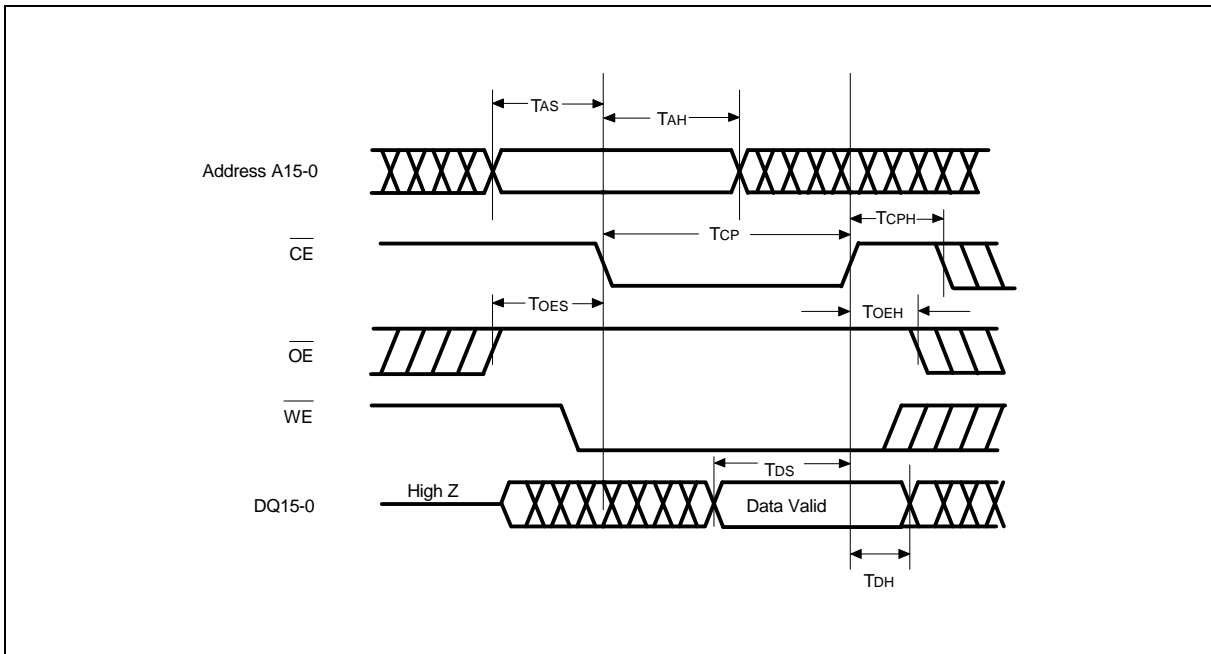 TAS
TAH
Address A15-0
TCPH
TCP
CE
TOES
TOEH
OE
WE
TDS
High Z
Data Valid
DQ15-0
TDH